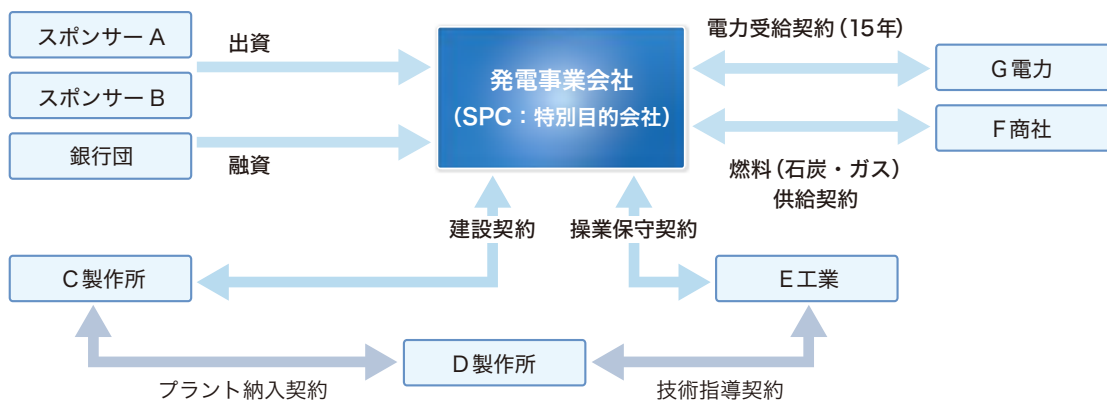 スポンサーA
出資
発電事業会社
(SPC:特別目的会社)
電力受給契約(15年)
G電力
スポンサーB
F商社
銀行団
融資
燃料(石炭・ガス)
供給契約
建設契約
操業保守契約
C製作所
E工業
D製作所
プラント納入契約
技術指導契約